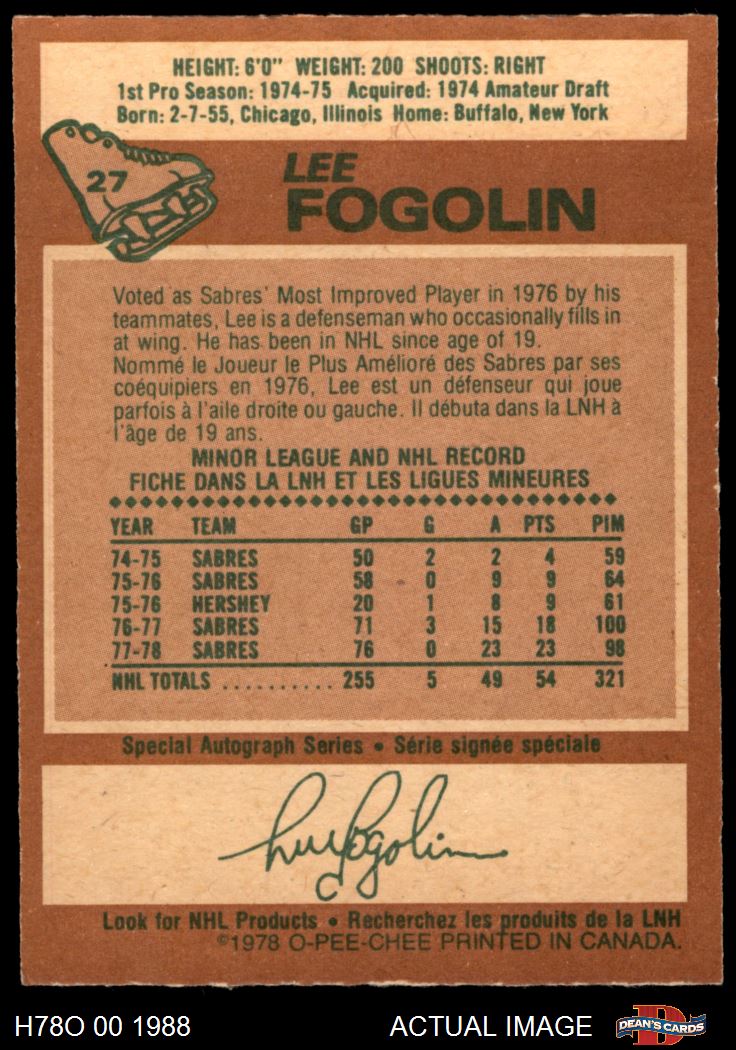 HEIGHT: 6'0" WEIGHT: 200 SHOOTS: RIGHT
1st Pro Season: 1974-75 Acquired: 1974 Amateur Draft
Born: 2-7-55, Chicago, Illinois Home: Buffalo, New York
27
LEE
FOGOLIN
Voted as Sabres' Most Improved Player in 1976 by his
teammates, Lee is a defenseman who occasionally fills in
at wing. He has been in NHL since age of 19.
Nommé le Joueur le Plus Amélioré des Sabres par ses
coéquipiers en 1976, Lee est un défenseur qui joue
parfois à l'aile droite ou gauche. Il débuta dans la LNH à
l'âge de 19 ans.
MINOR LEAGUE AND NHL RECORD
FICHE DANS LA LNH ET LES LIGUES MINEURES
YEAR TEAM GP G A PTS PIM
74-75 SABRES 50 2 2 4 59
75-76 SABRES 58 0 9 9 64
75-76 HERSHEY 20 1 8 9 61
76-77 SABRES 71 3 15 18 100
77-78 SABRES 76 0 23 23 98
NHL TOTALS .......... 255 5 49 54 321
Special Autograph Series • Série signée spéciale
Lee Fogolin
Look for NHL Products • Recherchez les produits de la LNH
©1978 O-PEE-CHEE PRINTED IN CANADA.
H78O 00 1988 ACTUAL IMAGE D DEAN'S CARDS